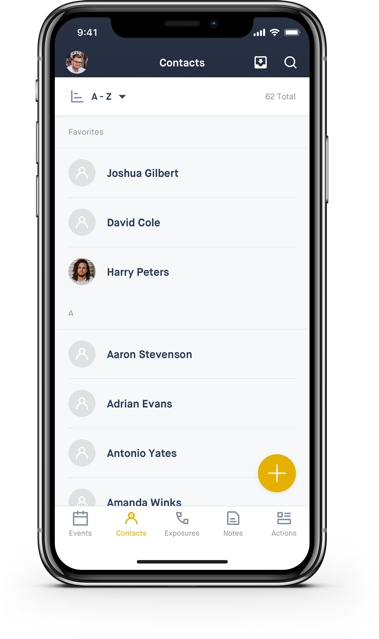 9:41
Contacts
A - Z
62 Total
Favorites
Joshua Gilbert
David Cole
Harry Peters
A
Aaron Stevenson
Adrian Evans
Antonio Yates
Amanda Winks
Events Contacts Exposures Notes Actions